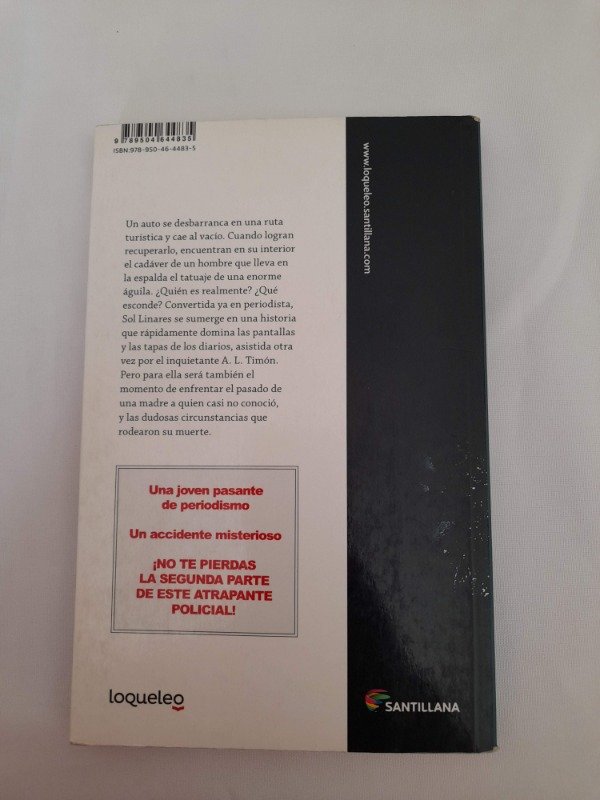 9 789504 644835
ISBN: 978-950-46-4483-5
www.loqueleo.santillana.com
Un auto se desbarranca en una ruta
turística y cae al vacío. Cuando logran
recuperarlo, encuentran en su interior
el cadáver de un hombre que lleva en
la espalda el tatuaje de una enorme
águila. ¿Quién es realmente? ¿Qué
esconde? Convertida ya en periodista,
Sol Linares se sumerge en una historia
que rápidamente domina las pantallas
y las tapas de los diarios, asistida otra
vez por el inquietante A. L. Timón.
Pero para ella será también el
momento de enfrentar el pasado de
una madre a quien casi no conoció,
y las dudosas circunstancias que
rodearon su muerte.
Una joven pasante
de periodismo
Un accidente misterioso
¡NO TE PIERDAS
LA SEGUNDA PARTE
DE ESTE ATRAPANTE
POLICIAL!
loqueleo
SANTILLANA